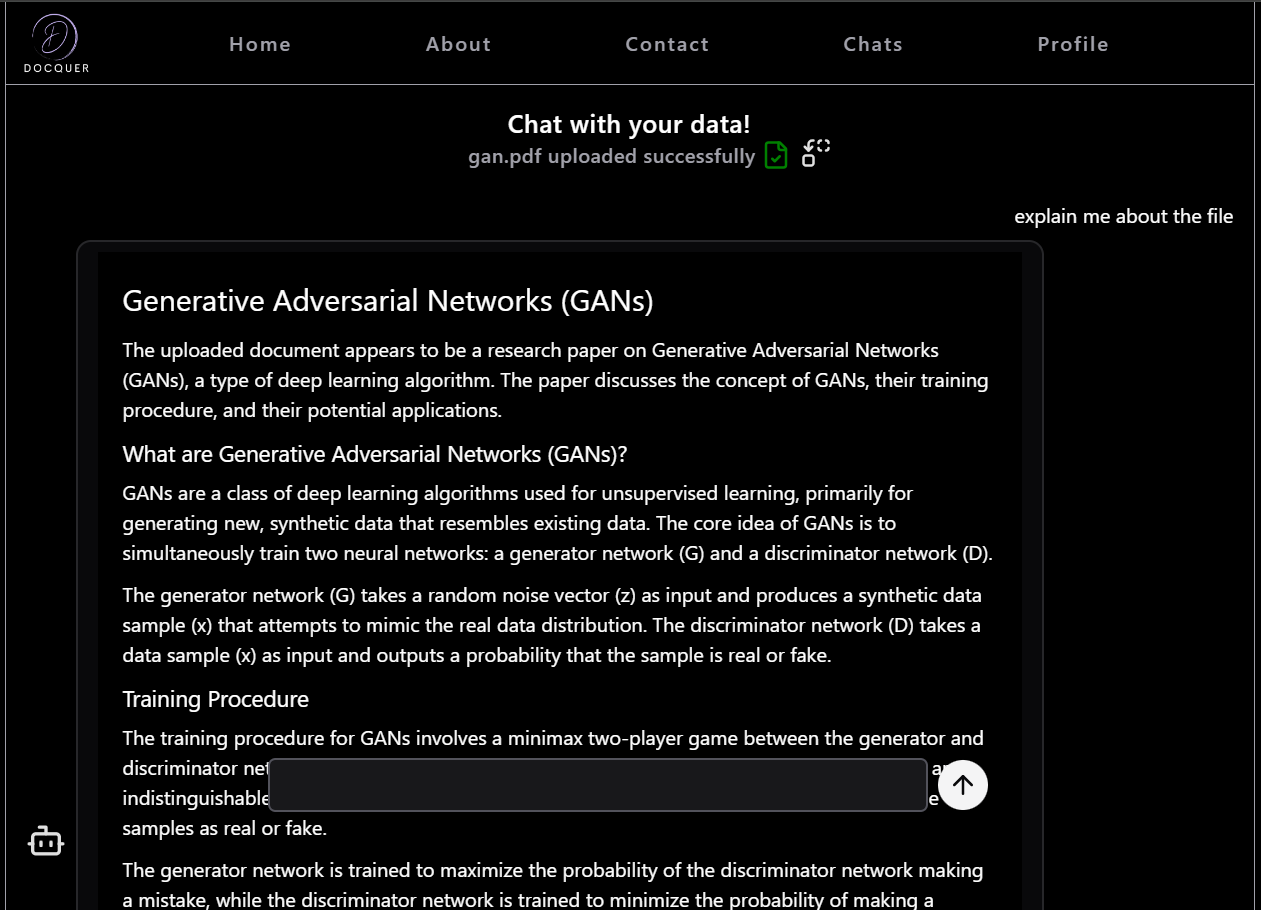 DOCQUER
Home About Contact Chats Profile
Chat with your data!
gan.pdf uploaded successfully
explain me about the file
Generative Adversarial Networks (GANs)
The uploaded document appears to be a research paper on Generative Adversarial Networks
(GANs), a type of deep learning algorithm. The paper discusses the concept of GANs, their training
procedure, and their potential applications.
What are Generative Adversarial Networks (GANs)?
GANs are a class of deep learning algorithms used for unsupervised learning, primarily for
generating new, synthetic data that resembles existing data. The core idea of GANs is to
simultaneously train two neural networks: a generator network (G) and a discriminator network (D).
The generator network (G) takes a random noise vector (z) as input and produces a synthetic data
sample (x) that attempts to mimic the real data distribution. The discriminator network (D) takes a
data sample (x) as input and outputs a probability that the sample is real or fake.
Training Procedure
The training procedure for GANs involves a minimax two-player game between the generator and
discriminator
indistinguishable
samples as real or fake.
The generator network is trained to maximize the probability of the discriminator network making
a mistake, while the discriminator network is trained to minimize the probability of making a